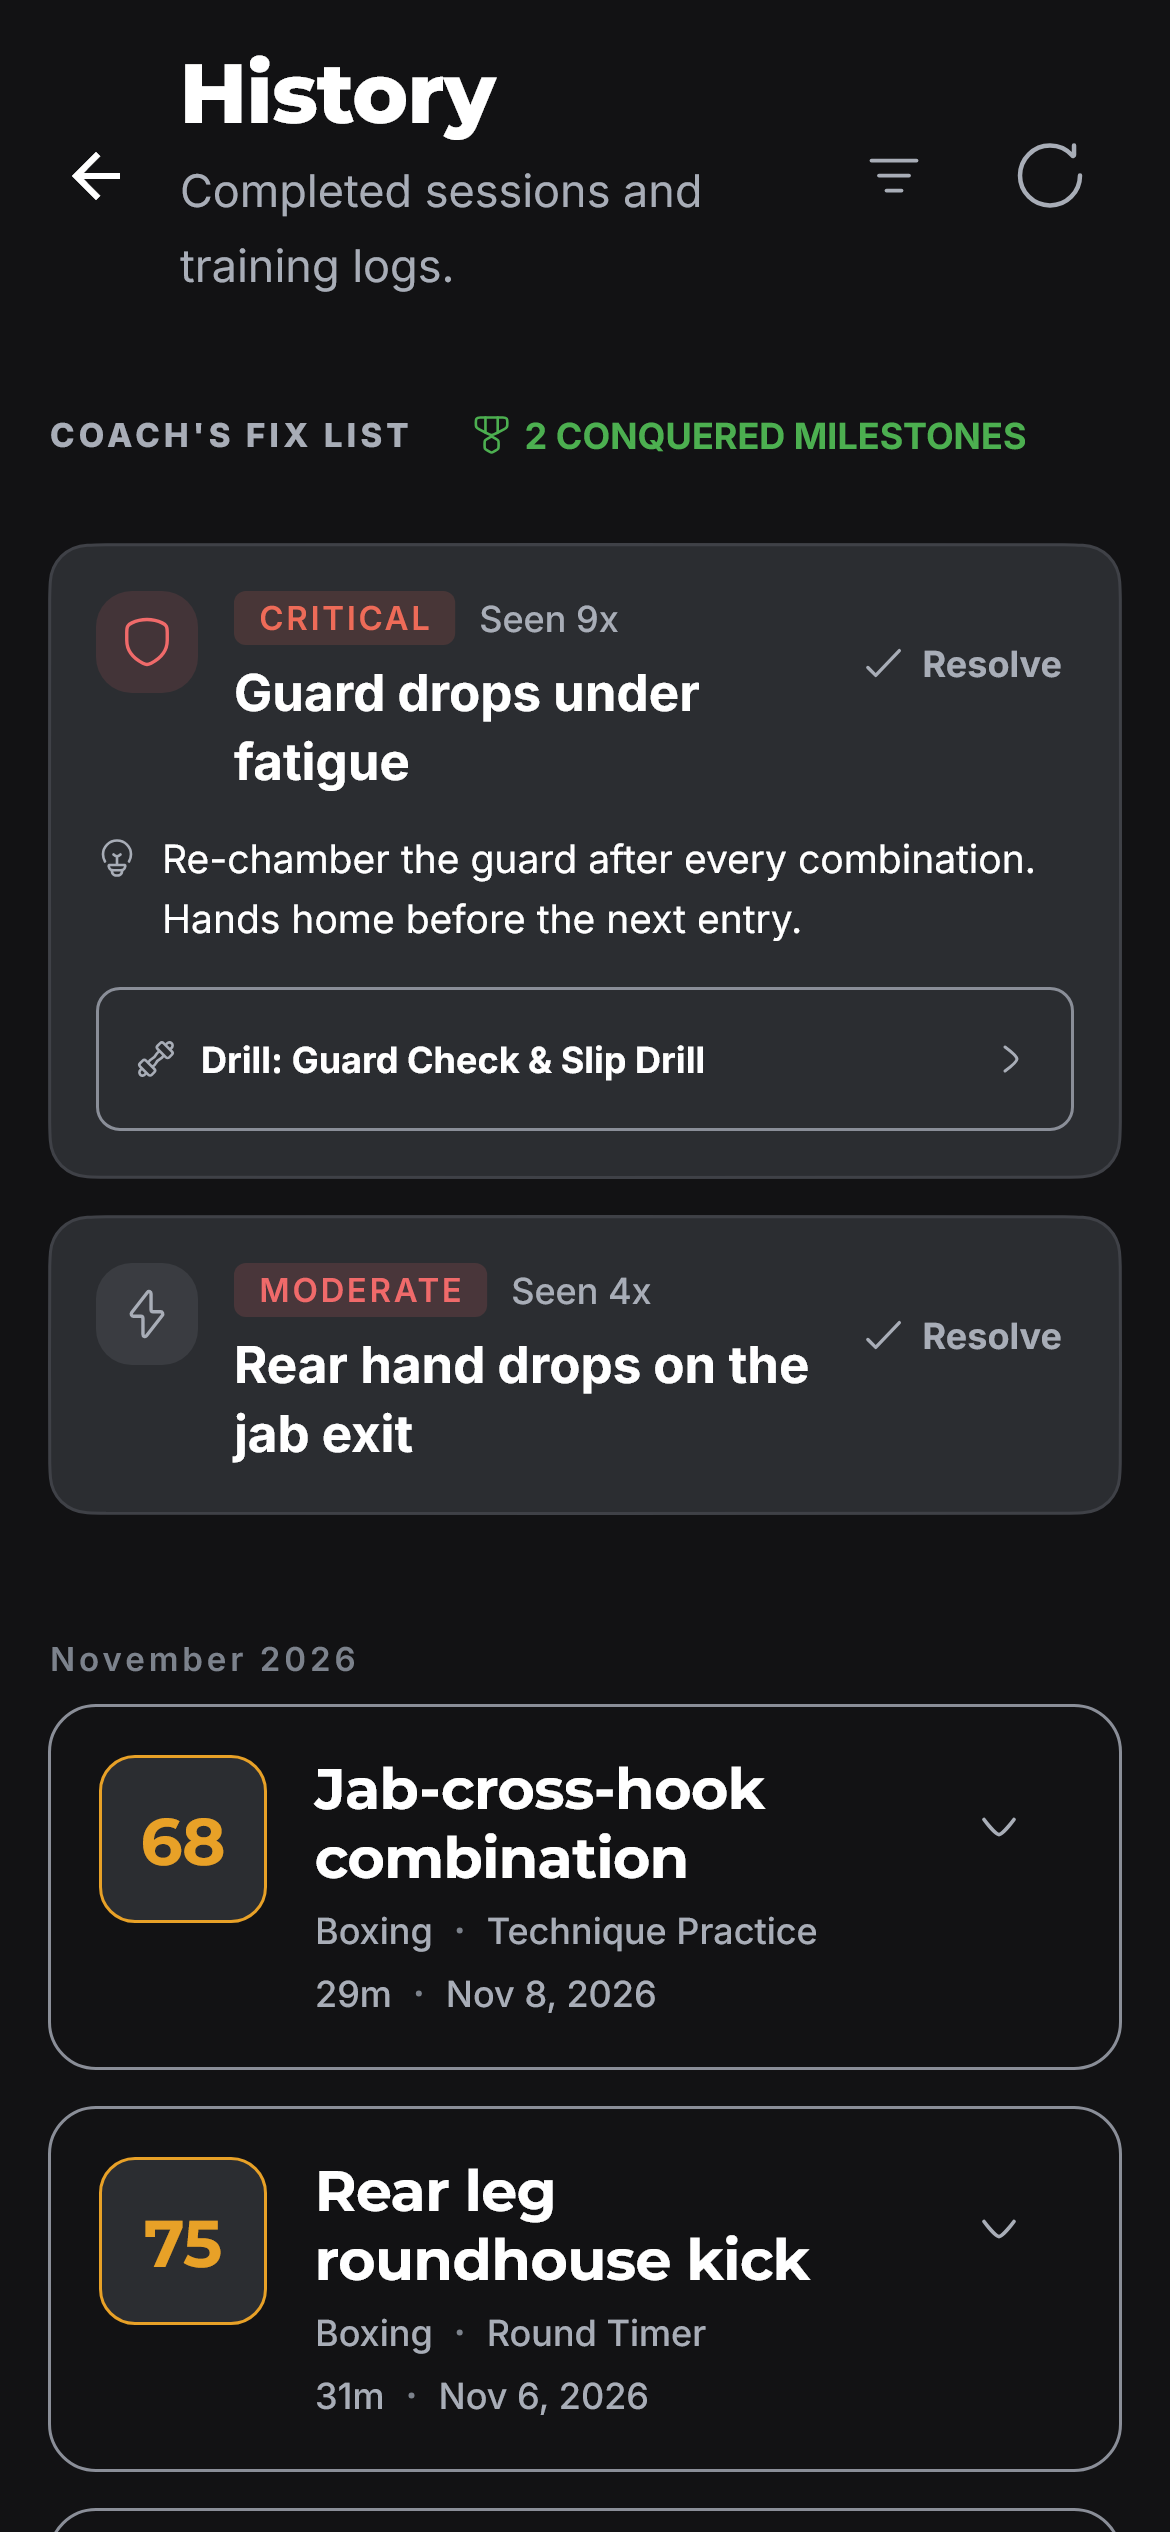 History
Completed sessions and
training logs.
COACH'S FIX LIST
2 CONQUERED MILESTONES
CRITICAL
Seen 9x
Guard drops under
fatigue
Resolve
Re-chamber the guard after every combination.
Hands home before the next entry.
Drill: Guard Check & Slip Drill
MODERATE
Seen 4x
Rear hand drops on the
jab exit
Resolve
November 2026
68
Jab-cross-hook
combination
Boxing · Technique Practice
29m · Nov 8, 2026
75
Rear leg
roundhouse kick
Boxing · Round Timer
31m · Nov 6, 2026